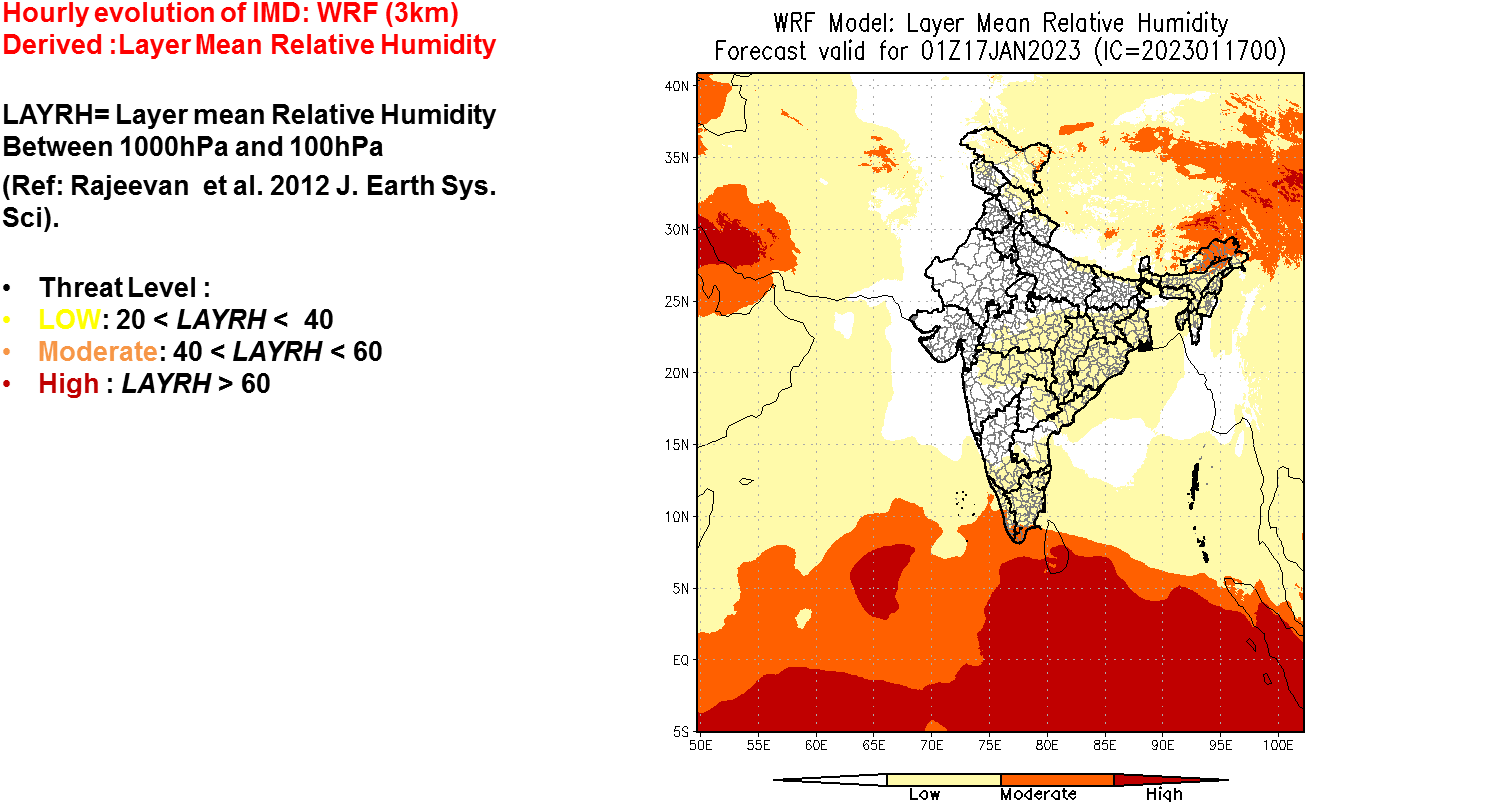 Hourly evolution of IMD: WRF (3km)
Derived :Layer Mean Relative Humidity
LAYRH= Layer mean Relative Humidity
Between 1000hPa and 100hPa
(Ref: Rajeevan et al. 2012 J. Earth Sys.
Sci).
• Threat Level :
• LOW: 20 < LAYRH < 40
• Moderate: 40 < LAYRH < 60
• High : LAYRH > 60
WRF Model: Layer Mean Relative Humidity
Forecast valid for 01Z17JAN2023 (IC=2023011700)
40N
35N
30N
25N
20N
15N
10N
5N
EQ
5S
50E 55E 60E 65E 70E 75E 80E 85E 90E 95E 100E
Low Moderate High